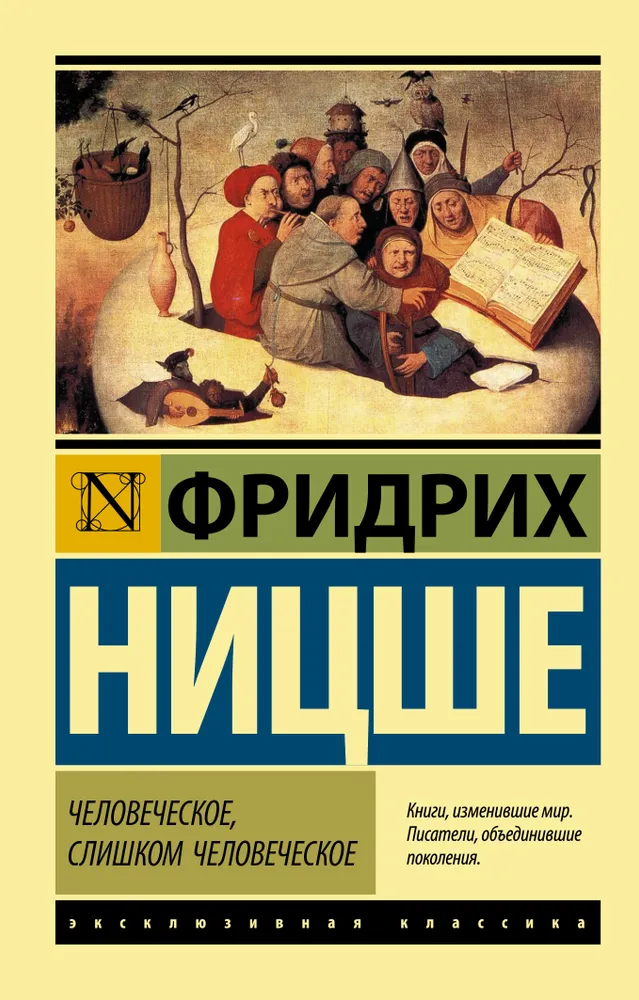 N
ФРИДРИХ
НИЦШЕ
ЧЕЛОВЕЧЕСКОЕ,
СЛИШКОМ ЧЕЛОВЕЧЕСКОЕ
Книги, изменившие мир.
Писатели, объединившие
поколения.
эксклюзивная классика